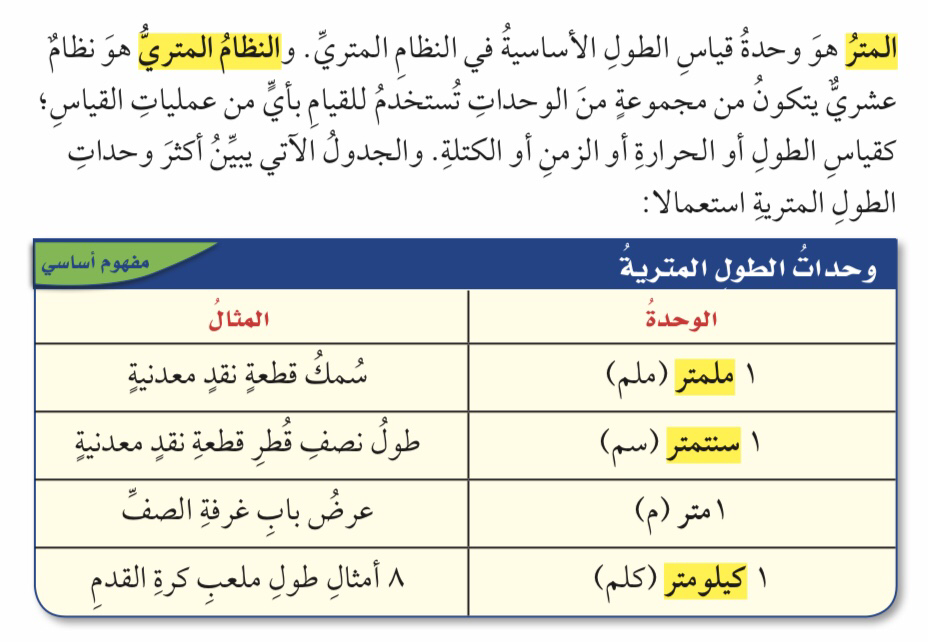 المترُ هوَ وحدةُ قياسِ الطولِ الأساسيةُ في النظامِ المتريِّ. والنظامُ المتريُّ هوَ نظامٌ
عشريٌّ يتكونُ من مجموعةٍ منَ الوحداتِ تُستخدمُ للقيامِ بأيٍّ من عملياتِ القياسِ؛
كقياسِ الطولِ أو الحرارةِ أو الزمنِ أو الكتلةِ. والجدولُ الآتي يبيِّنُ أكثرَ وحداتِ
الطولِ المتريةِ استعمالا:
وحداتُ الطولِ المتريةُ مفهوم أساسي
الوحدةُ المثالُ
١ ملمتر (ملم) سُمكُ قطعةِ نقدٍ معدنيةٍ
١ سنتمتر (سم) طولُ نصفِ قُطرِ قطعةِ نقدٍ معدنيةٍ
١ متر (م) عرضُ بابِ غرفةِ الصفِّ
١ كيلومتر (كلم) ٨ أمثالِ طولِ ملعبِ كرةِ القدمِ